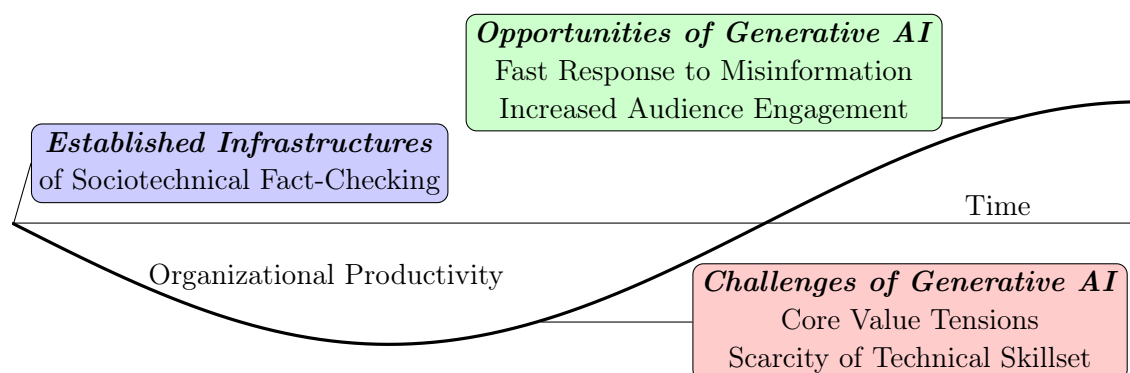 Opportunities of Generative AI
Fast Response to Misinformation
Increased Audience Engagement
Established Infrastructures
of Sociotechnical Fact-Checking
Time
Organizational Productivity
Challenges of Generative AI
Core Value Tensions
Scarcity of Technical Skillset